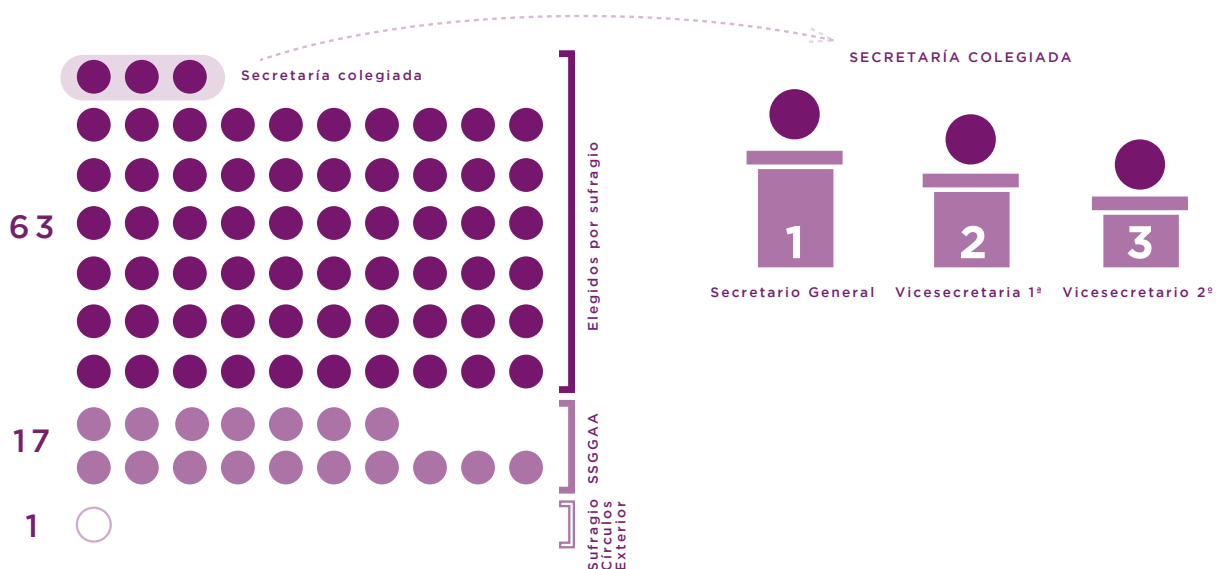 Secretaría colegiada
63
17
1
Elegidos por sufragio
SSGGAA
Sufragio
Círculos
Exterior
SECRETARÍA COLEGIADA
1
2
3
Secretario General
Vicesecretaria 1ª
Vicesecretario 2º